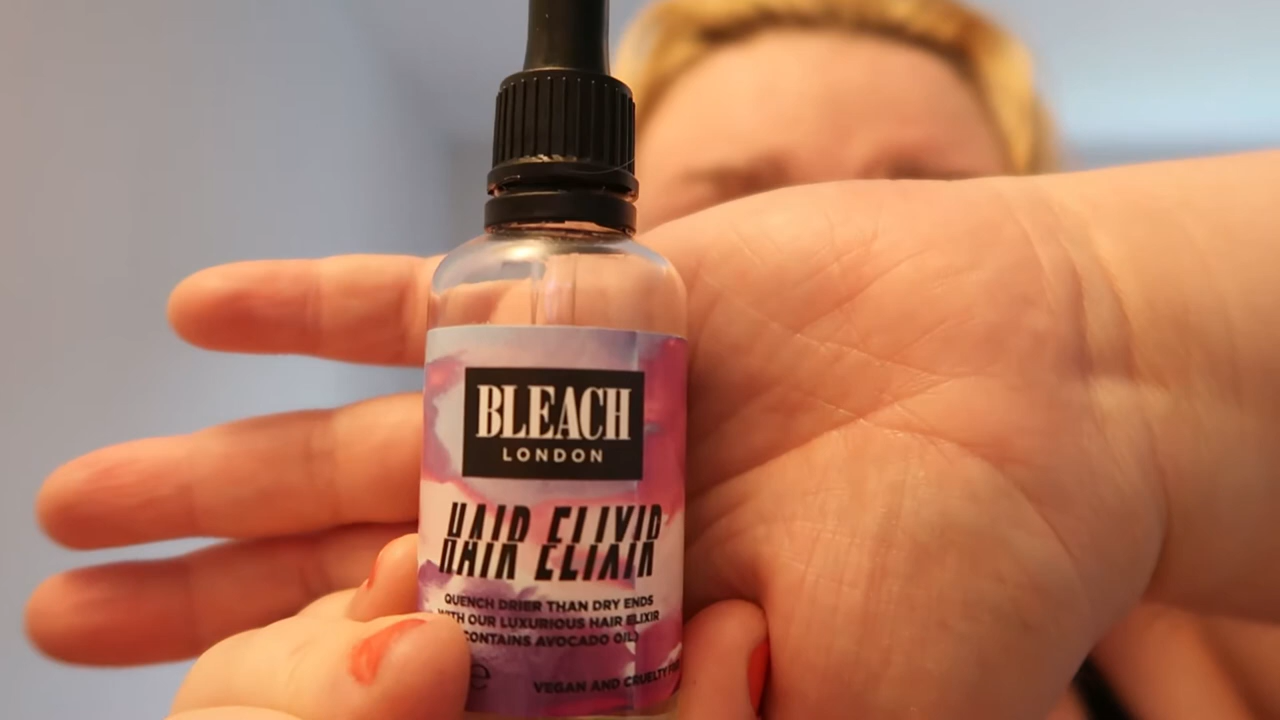 BLEACH
LONDON
HAIR ELIXIR
QUENCH DRIER THAN DRY ENDS
WITH OUR LUXURIOUS HAIR ELIXIR
CONTAINS AVOCADO OIL)
e
VEGAN AND CRUELTY